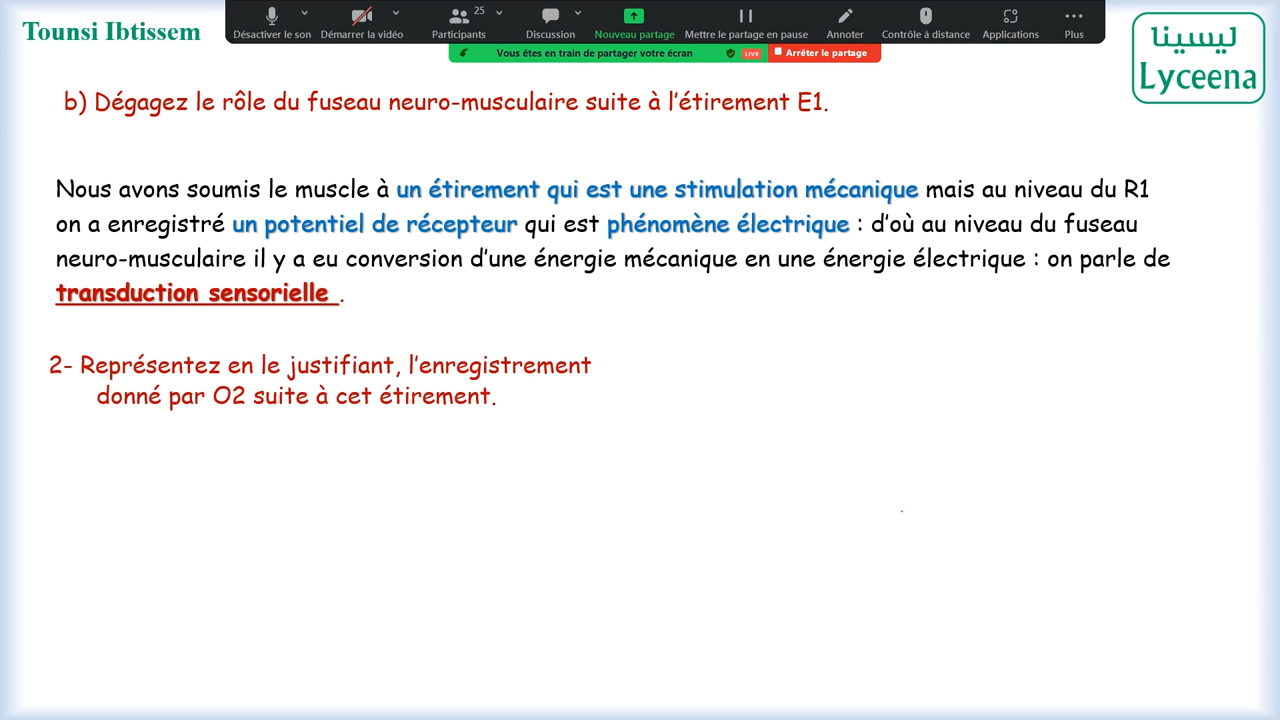 Tounsi Ibtissem
Désactiver le son
Démarrer la vidéo
25
Participants
Discussion
Nouveau partage
Mettre le partage en pause
Annoter
Contrôle à distance
Applications
Plus
Vous êtes en train de partager votre écran
LIVE
Arrêter le partage
ليسينا
Lyceena
b) Dégagez le rôle du fuseau neuro-musculaire suite à l’étirement E1.
Nous avons soumis le muscle à un étirement qui est une stimulation mécanique mais au niveau du R1
on a enregistré un potentiel de récepteur qui est phénomène électrique : d’où au niveau du fuseau
neuro-musculaire il y a eu conversion d’une énergie mécanique en une énergie électrique : on parle de
transduction sensorielle .
2- Représentez en le justifiant, l’enregistrement
donné par O2 suite à cet étirement.